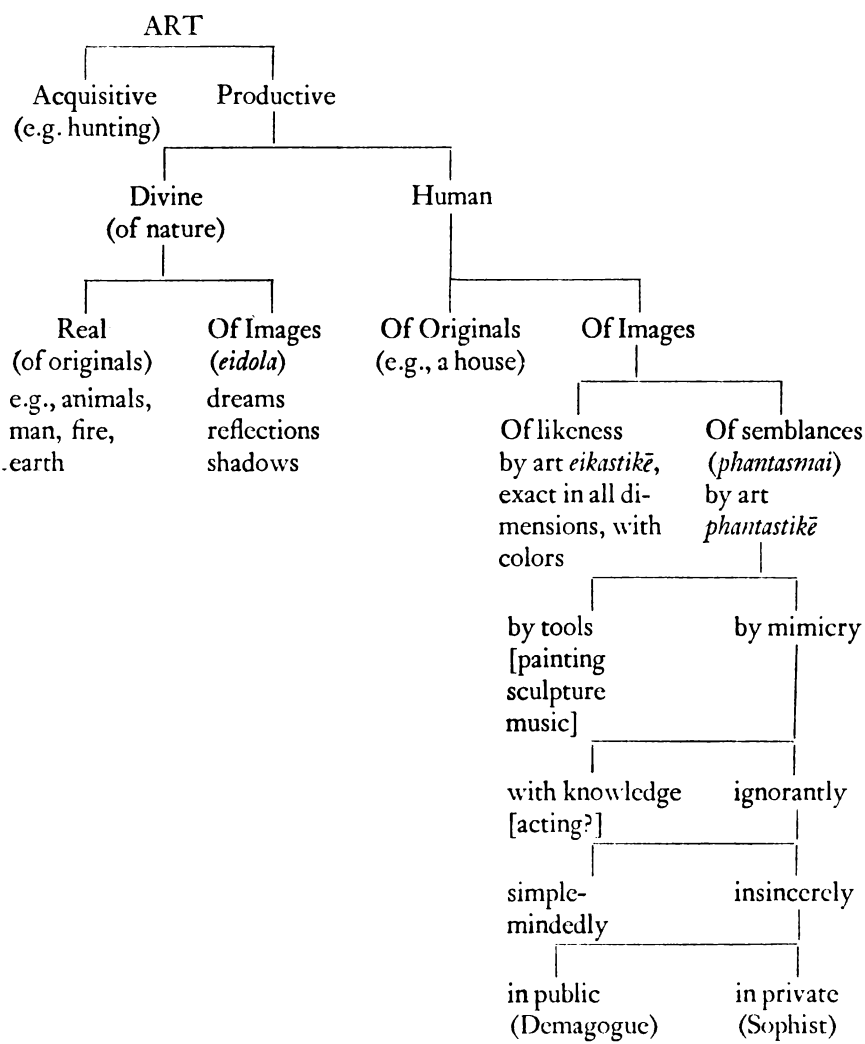 ART
Acquisitive Productive
(e.g. hunting)
Divine Human
(of nature)
Real Of Images Of Originals Of Images
(of originals) (eidola) (e.g., a house)
e.g., animals, dreams
man, fire, reflections
earth shadows
Of likeness Of semblances
by art eikastikē, (phantasmai)
exact in all di- by art
mensions, with phantastikē
colors
by tools by mimicry
[painting
sculpture
music]
with knowledge ignorantly
[acting?]
simple- insincerely
mindedly
in public in private
(Demagogue) (Sophist)